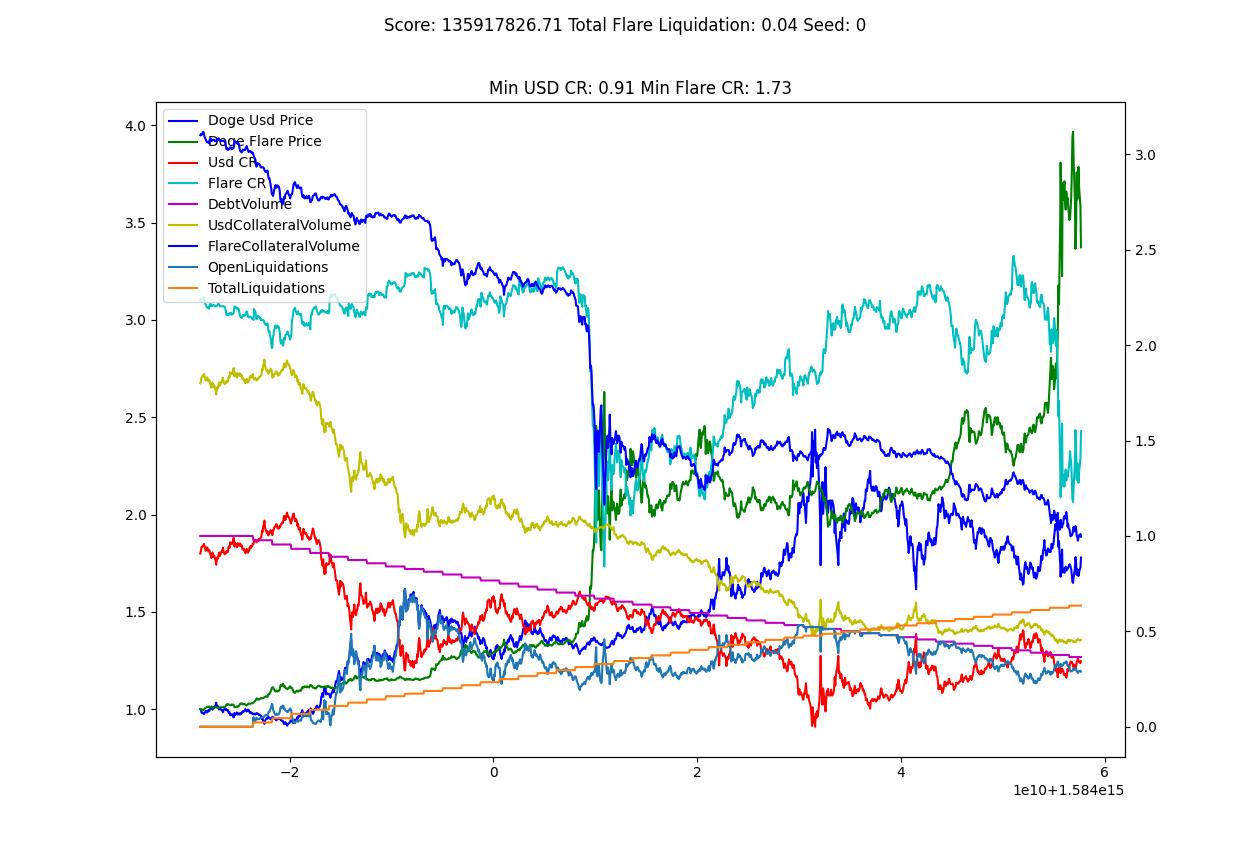 Score: 135917826.71 Total Flare Liquidation: 0.04 Seed: 0
Min USD CR: 0.91 Min Flare CR: 1.73
Doge Usd Price
Doge Flare Price
Usd CR
Flare CR
DebtVolume
UsdCollateralVolume
FlareCollateralVolume
OpenLiquidations
TotalLiquidations
4.0
3.5
3.0
2.5
2.0
1.5
1.0
3.0
2.5
2.0
1.5
1.0
0.5
0.0
−2 0 2 4 6
1e10+1.584e15